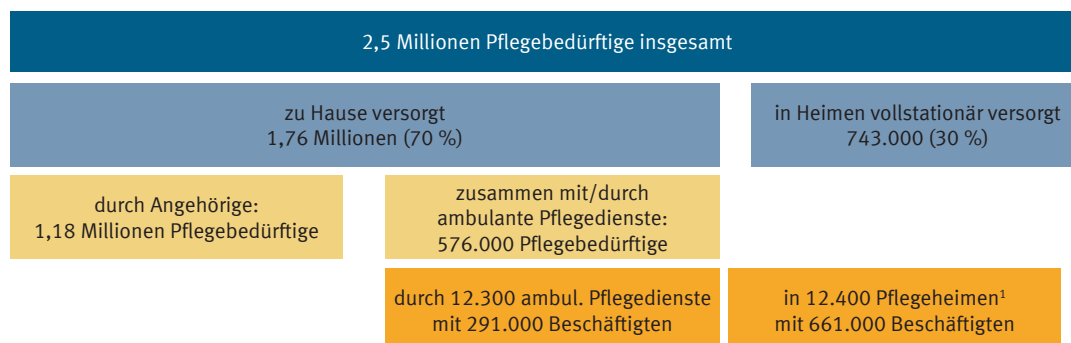 2,5 Millionen Pflegebedürftige insgesamt
zu Hause versorgt
1,76 Millionen (70 %)
in Heimen vollstationär versorgt
743.000 (30 %)
durch Angehörige:
1,18 Millionen Pflegebedürftige
zusammen mit/durch
ambulante Pflegedienste:
576.000 Pflegebedürftige
durch 12.300 ambul. Pflegedienste
mit 291.000 Beschäftigten
in 12.400 Pflegeheimen¹
mit 661.000 Beschäftigten